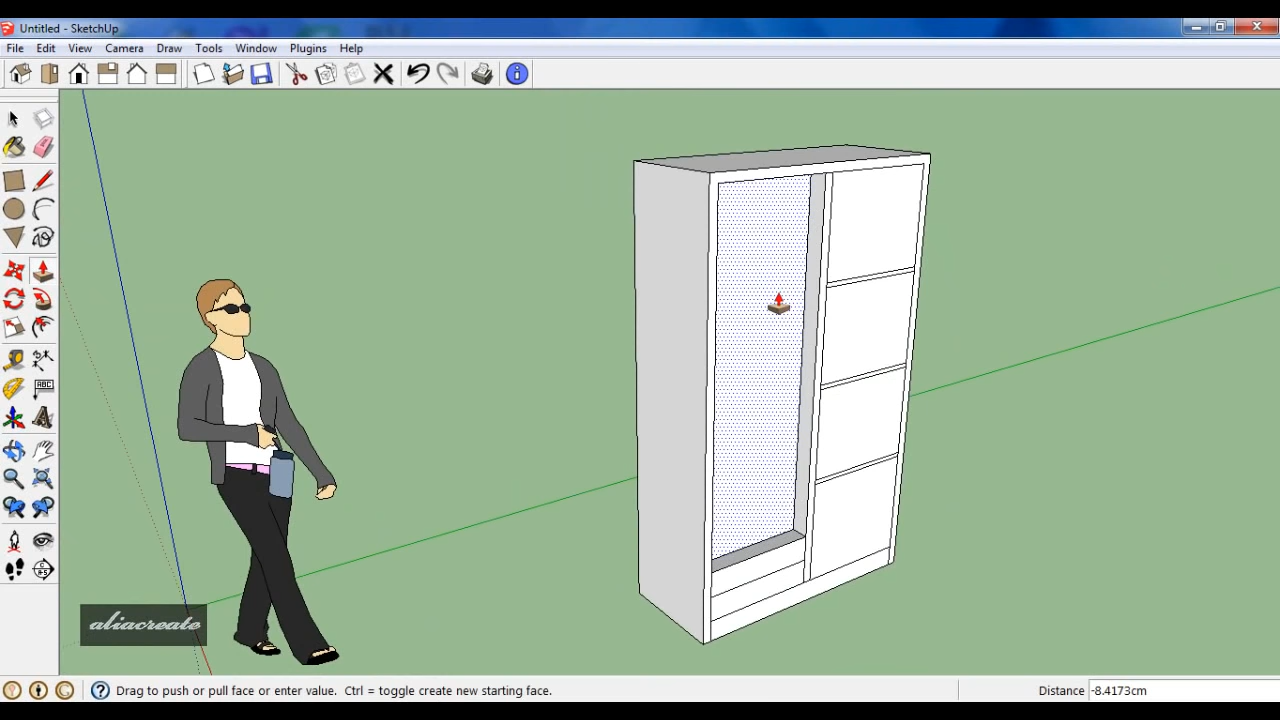 Untitled - SketchUp
File Edit View Camera Draw Tools Window Plugins Help
ABC
aliacreate
Drag to push or pull face or enter value. Ctrl = toggle create new starting face.
Distance -8.4173cm